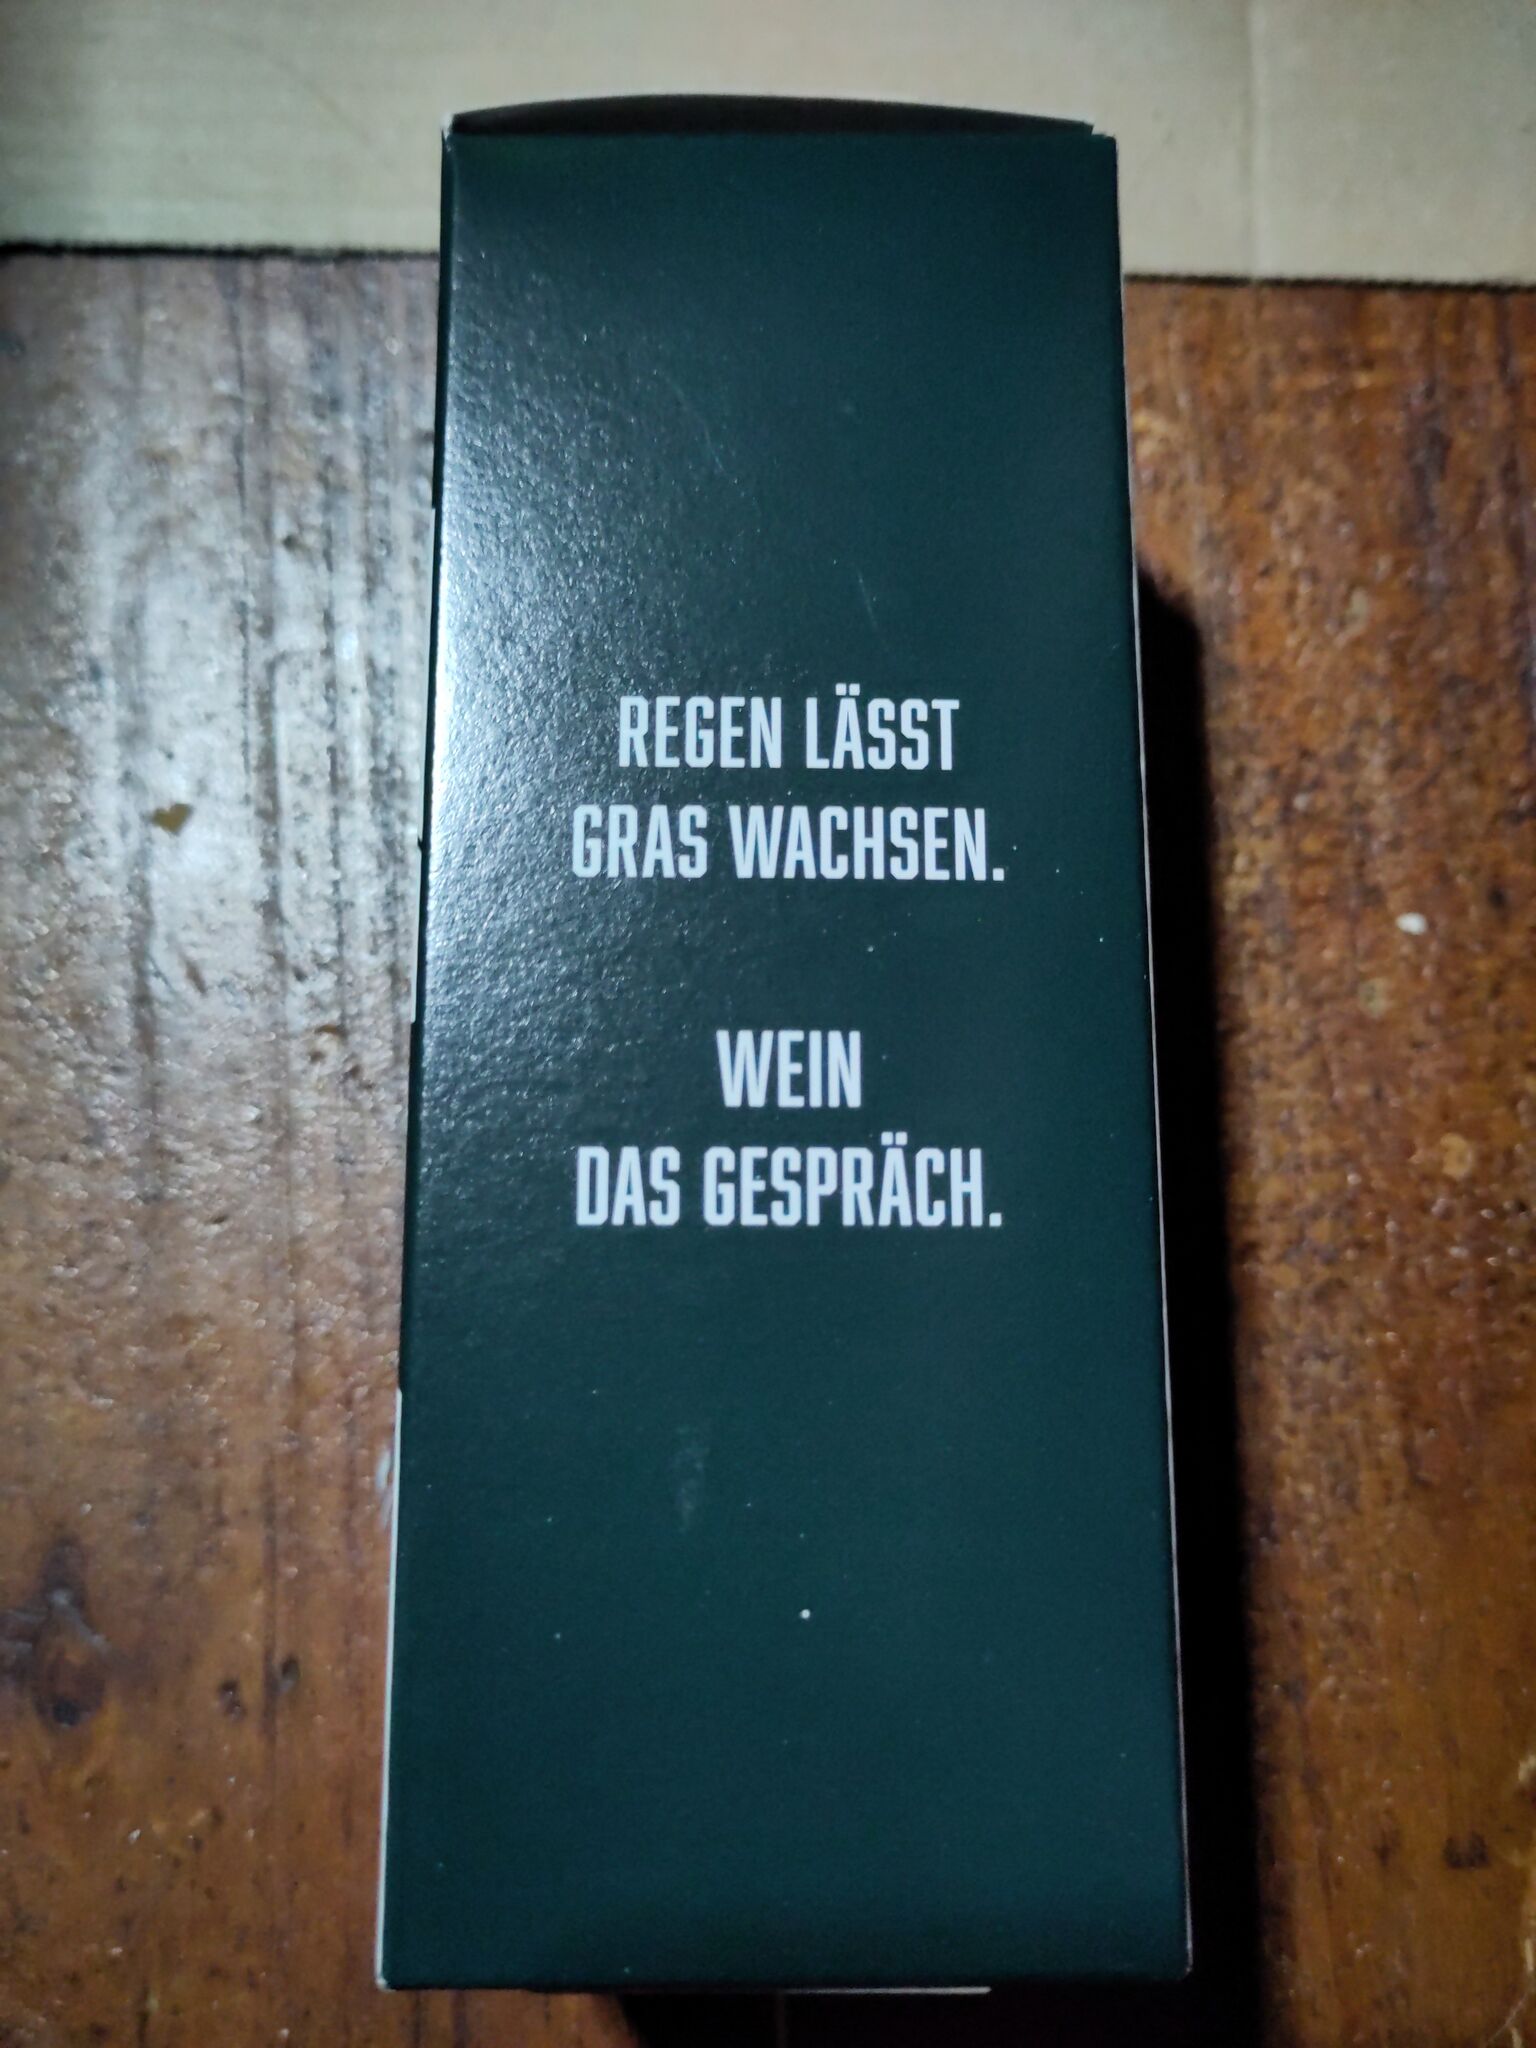 REGEN LÄSST
GRAS WACHSEN.
WEIN
DAS GESPRÄCH.